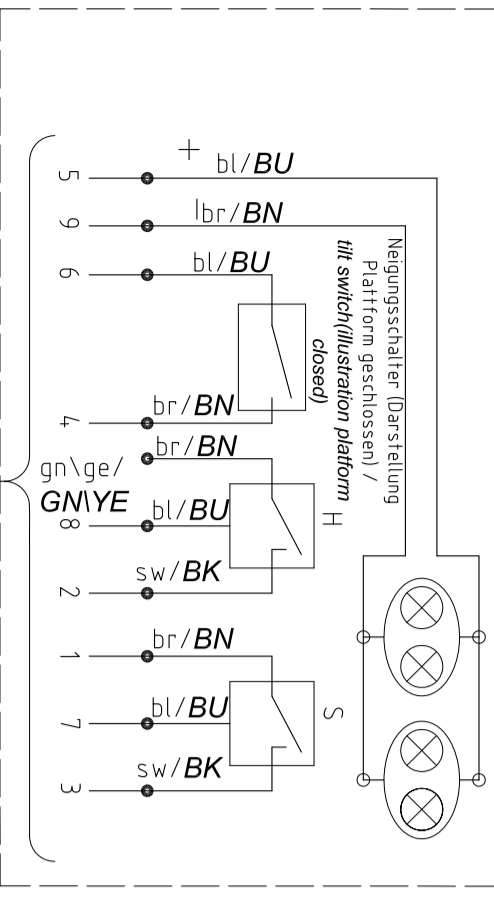 +
bl/BU
5
lbr/BN
9
bl/BU
6
Neigungsschalter (Darstellung
Plattform geschlossen) /
tilt switch(illustration platform
closed)
br/BN
4
br/BN
gn\ge/
GN\YE
H
bl/BU
8
sw/BK
2
br/BN
1
S
bl/BU
7
sw/BK
3